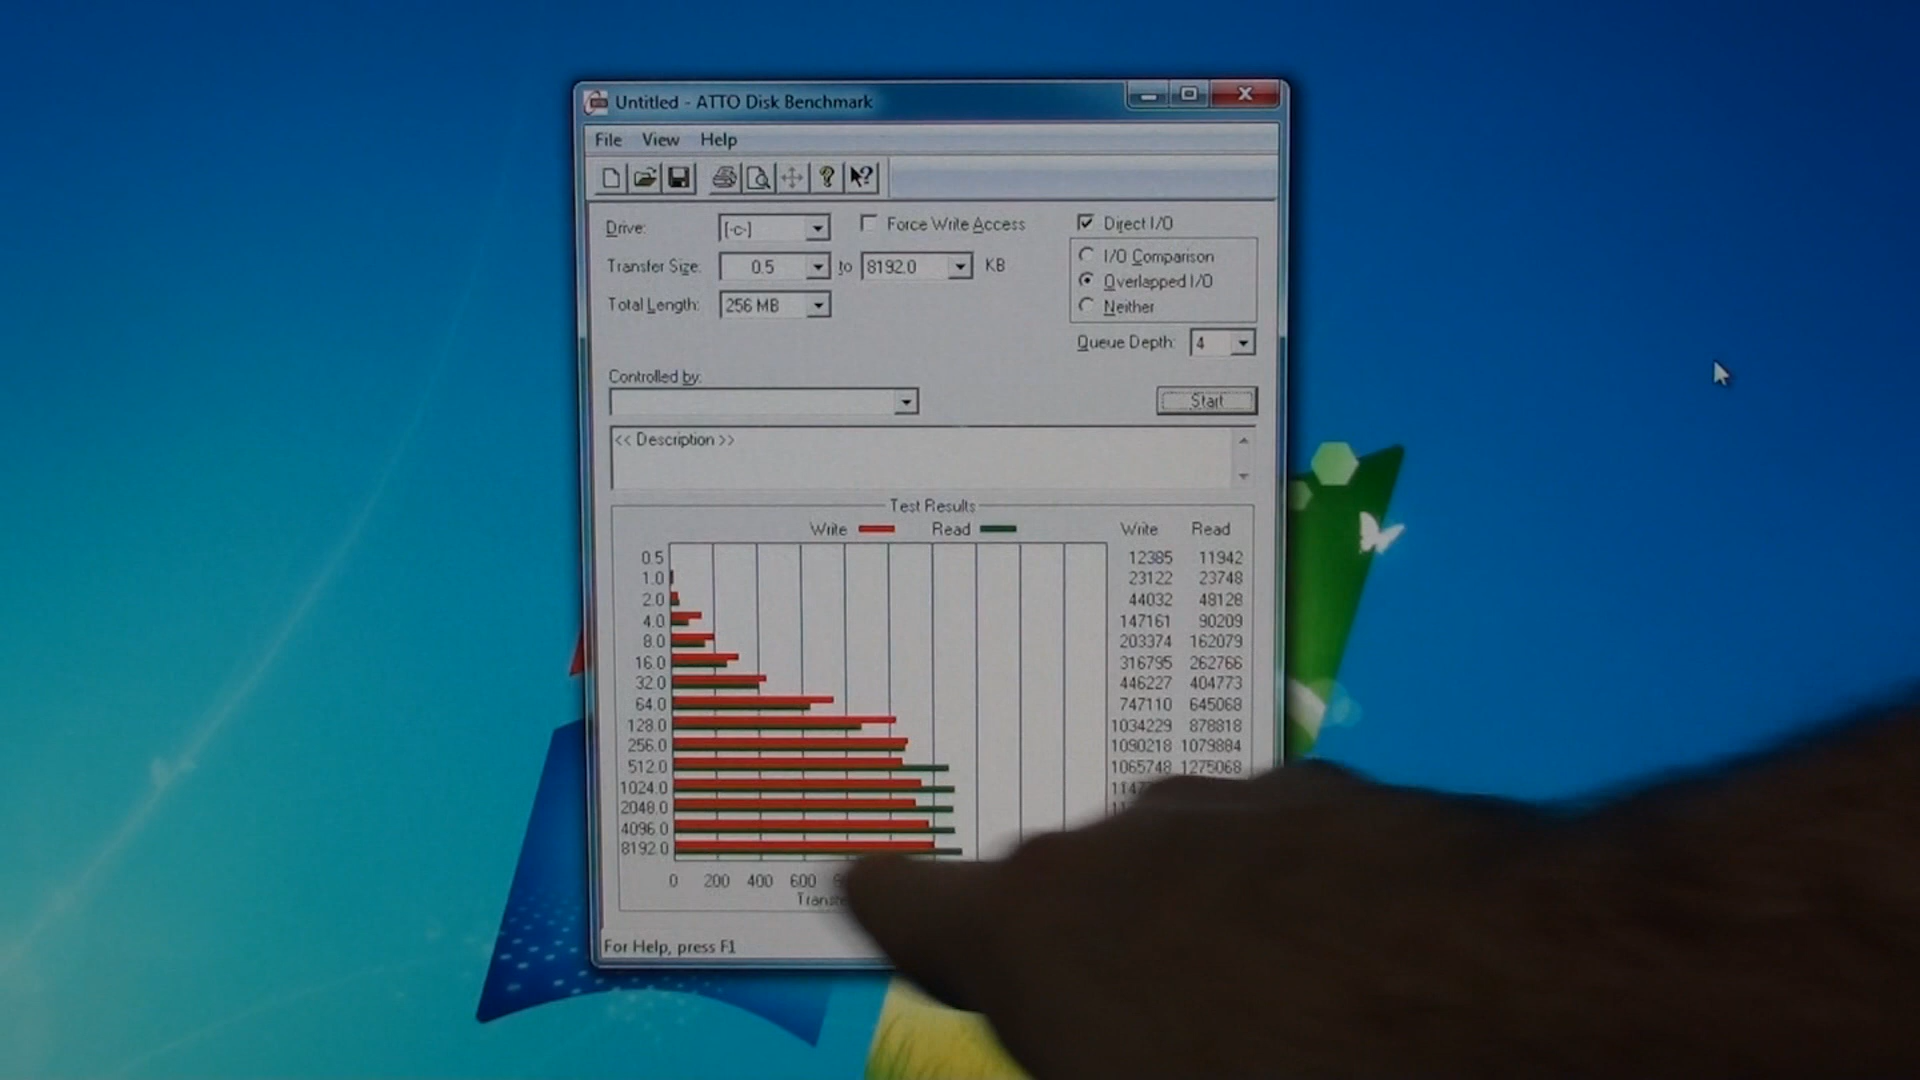 Untitled - ATTO Disk Benchmark
File View Help
Drive: [-c-] Force Write Access Direct I/O
Transfer Size: 0.5 to 8192.0 KB I/O Comparison
Overlapped I/O
Total Length: 256 MB Neither
Queue Depth: 4
Controlled by:
Start
<< Description >>
Test Results
Write Read Write Read
0.5 12385 11942
1.0 23122 23748
2.0 44032 48128
4.0 147161 90209
8.0 203374 162079
16.0 316795 262766
32.0 446227 404773
64.0 747110 645068
128.0 1034229 878818
256.0 1090218 1079884
512.0 1065748 1275068
1024.0
2048.0
4096.0
8192.0
0 200 400 600
For Help, press F1